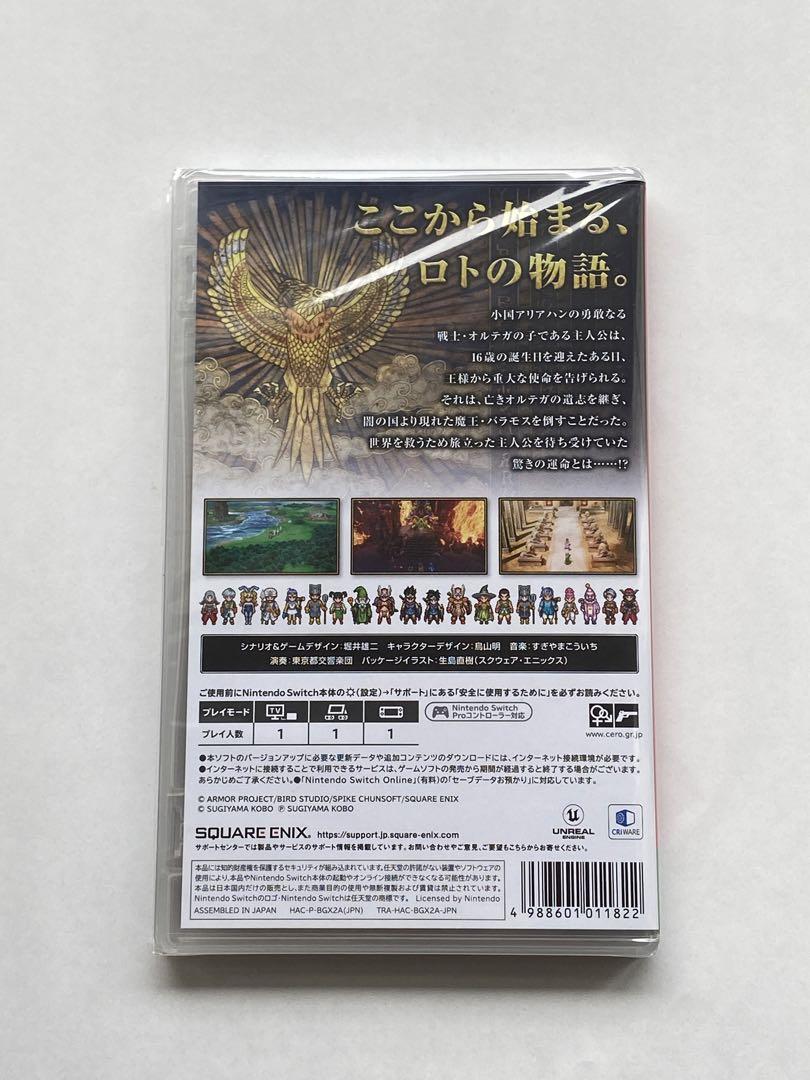 ここから始まる、
ロトの物語。
小国アリアハンの勇敢なる
戦士・オルテガの子である主人公は、
16歳の誕生日を迎えたある日、
王様から重大な使命を告げられる。
それは、亡きオルテガの遺志を継ぎ、
闇の国より現れた魔王・バラモスを倒すことだった。
世界を救うため旅立った主人公を待ち受けていた
驚きの運命とは……!?
シナリオ&ゲームデザイン:堀井雄二 キャラクターデザイン:鳥山明 音楽:すぎやまこういち
演奏:東京都交響楽団 パッケージイラスト:生島直樹(スクウェア・エニックス)
ご使用前にNintendo Switch本体の(設定)→「サポート」にある「安全に使用するために」を必ずお読みください。
プレイモード TV
プレイ人数 1 1 1
Nintendo Switch
Proコントローラー対応
www.cero.gr.jp
●本ソフトのバージョンアップに必要な更新データや追加コンテンツのダウンロードには、インターネット接続環境が必要です。
●インターネットに接続することで利用できるサービスは、ゲームソフトの発売から期間が経過すると終了する場合がございます。
あらかじめご了承ください。●「Nintendo Switch Online」(有料)の「セーブデータお預かり」に対応しています。
© ARMOR PROJECT/BIRD STUDIO/SPIKE CHUNSOFT/SQUARE ENIX
© SUGIYAMA KOBO ℗ SUGIYAMA KOBO
SQUARE ENIX. https://support.jp.square-enix.com
サポートセンターでは製品やサービスのサポート情報を掲載しています。お問い合わせやご意見、ご要望もこちらからお寄せください。
UNREAL
ENGINE
CRIWARE
本品には知的財産権を保護するセキュリティが組み込まれています。任天堂の許諾がない装置やソフトウェアの
使用により、本品やNintendo Switch本体の起動やオンライン接続ができなくなる可能性があります。
本品は日本国内だけの販売とし、また商業目的の使用や無断複製および賃貸は禁止されています。
Nintendo Switchのロゴ・Nintendo Switchは任天堂の商標です。 Licensed by Nintendo
ASSEMBLED IN JAPAN HAC-P-BGX2A(JPN) TRA-HAC-BGX2A-JPN
4 988601 011822